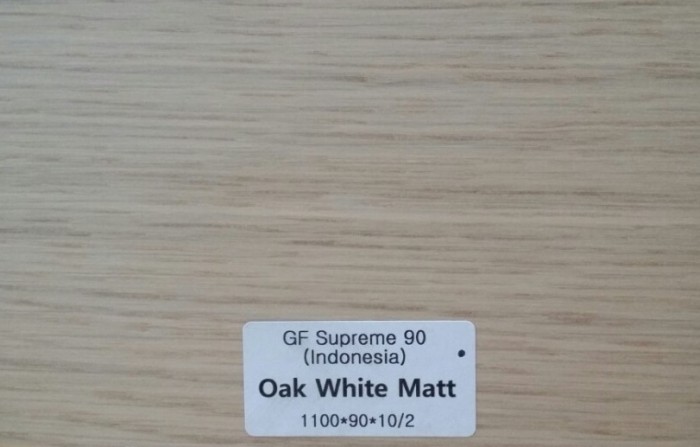 GF Supreme 90
(Indonesia)
Oak White Matt
1100*90*10/2